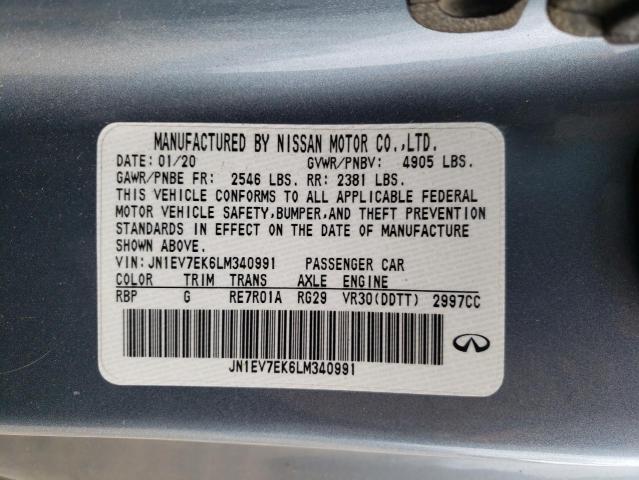 MANUFACTURED BY NISSAN MOTOR CO.,LTD.
DATE: 01/20 GVWR/PNBV: 4905 LBS.
GAWR/PNBE FR: 2546 LBS. RR: 2381 LBS.
THIS VEHICLE CONFORMS TO ALL APPLICABLE FEDERAL
MOTOR VEHICLE SAFETY,BUMPER,AND THEFT PREVENTION
STANDARDS IN EFFECT ON THE DATE OF MANUFACTURE
SHOWN ABOVE.
VIN: JN1EV7EK6LM340991 PASSENGER CAR
COLOR TRIM TRANS AXLE ENGINE
RBP G RE7R01A RG29 VR30(DDTT) 2997CC
JN1EV7EK6LM340991